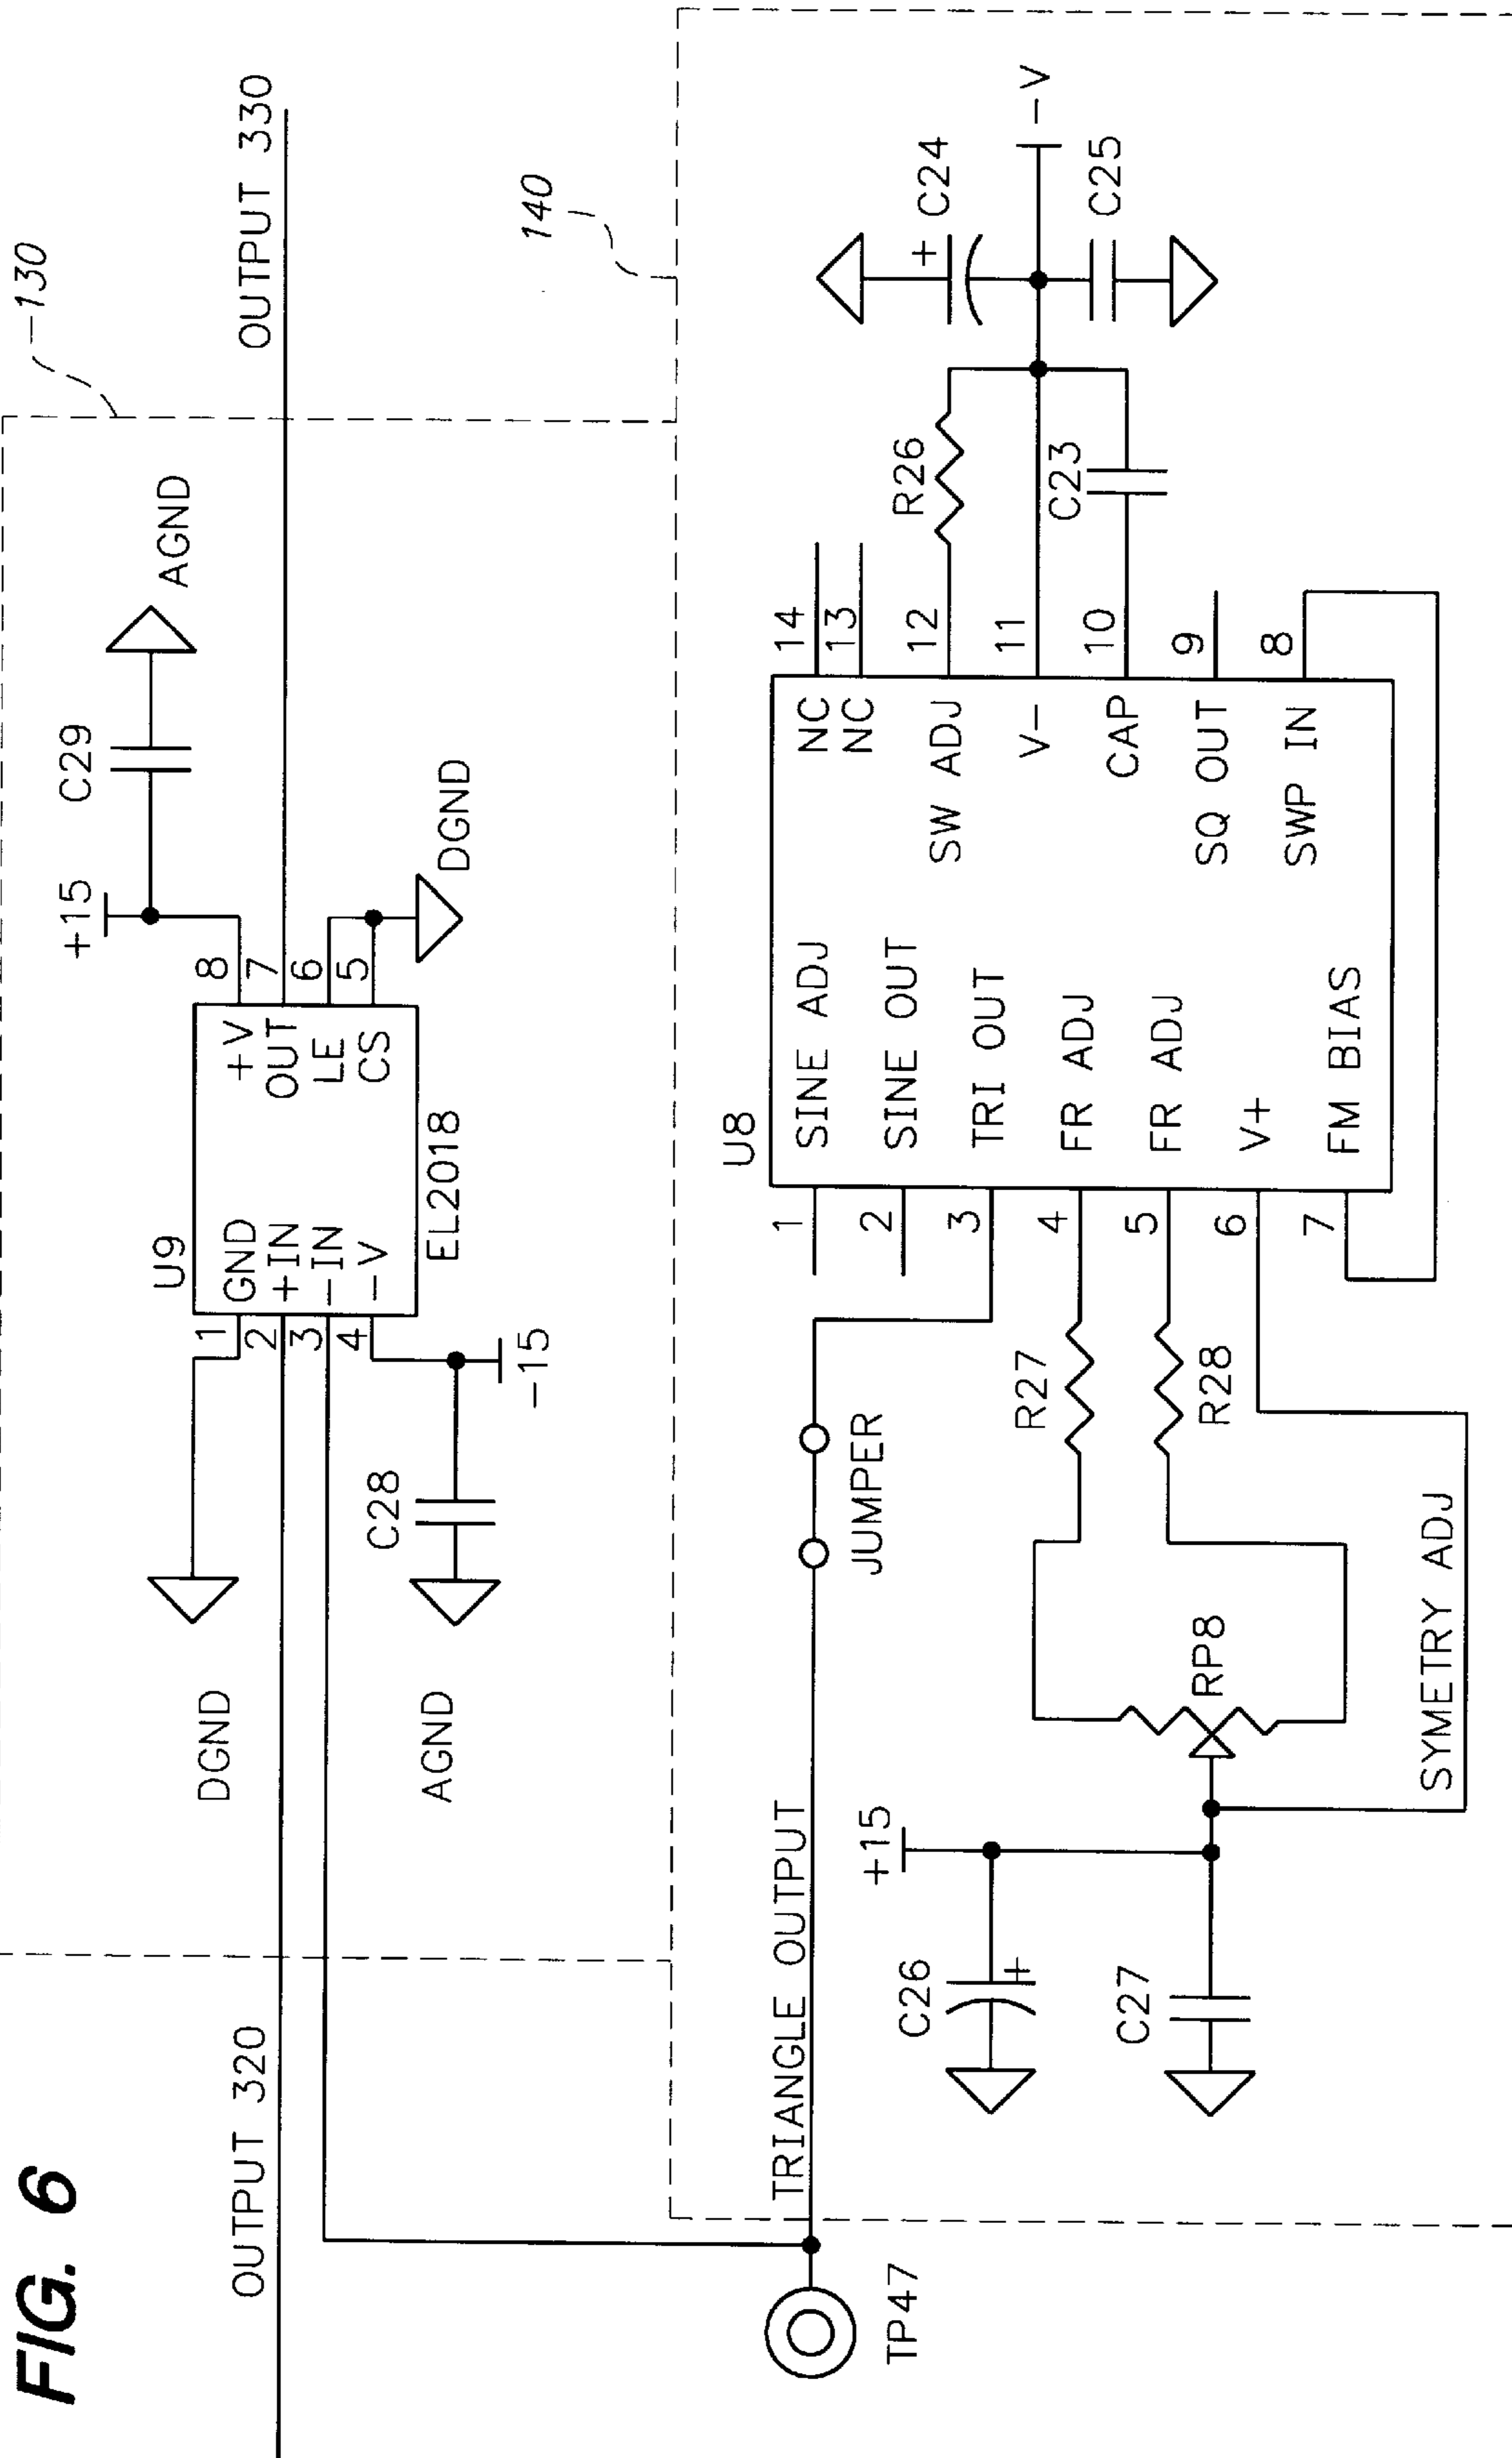 FIG. 6
OUTPUT 320
OUTPUT 330
130
140
U9
GND
+IN
-IN
-V
+V
OUT
LE
CS
EL2018
1
2
3
4
8
7
6
5
DGND
AGND
C28
-15
+15
C29
AGND
DGND
TP47
TRIANGLE OUTPUT
JUMPER
U8
SINE ADJ
SINE OUT
TRI OUT
FR ADJ
FR ADJ
V+
FM BIAS
NC
NC
SW ADJ
V-
CAP
SQ OUT
SWP IN
1
2
3
4
5
6
7
14
13
12
11
10
9
8
R27
R28
RP8
SYMETRY ADJ
+15
C26
+
C27
R26
C23
C24
+
C25
-V